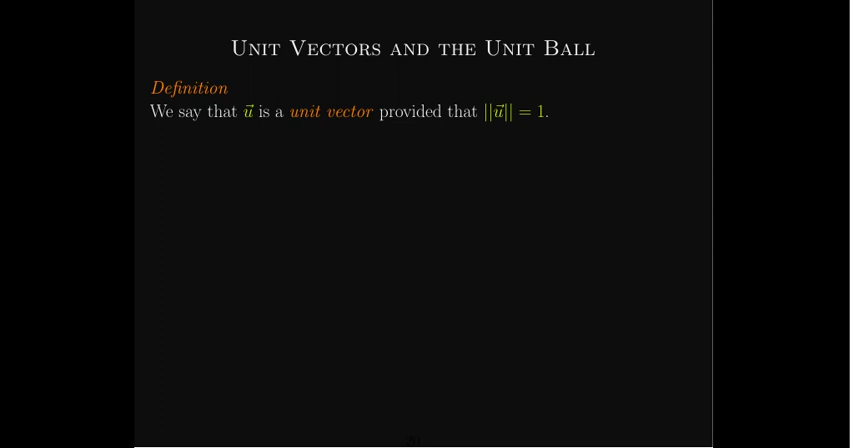 Unit Vectors and the Unit Ball
Definition
We say that u⃗ is a unit vector provided that ||u⃗|| = 1.